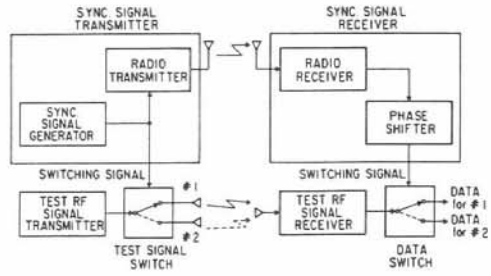 SYNC. SIGNAL
TRANSMITTER
SYNC. SIGNAL
RECEIVER
RADIO
TRANSMITTER
RADIO
RECEIVER
SYNC.
SIGNAL
GENERATOR
PHASE
SHIFTER
SWITCHING SIGNAL
SWITCHING SIGNAL
TEST RF
SIGNAL
TRANSMITTER
#1
#2
TEST RF
SIGNAL
RECEIVER
DATA
for #1
DATA
for #2
TEST SIGNAL
SWITCH
DATA
SWITCH